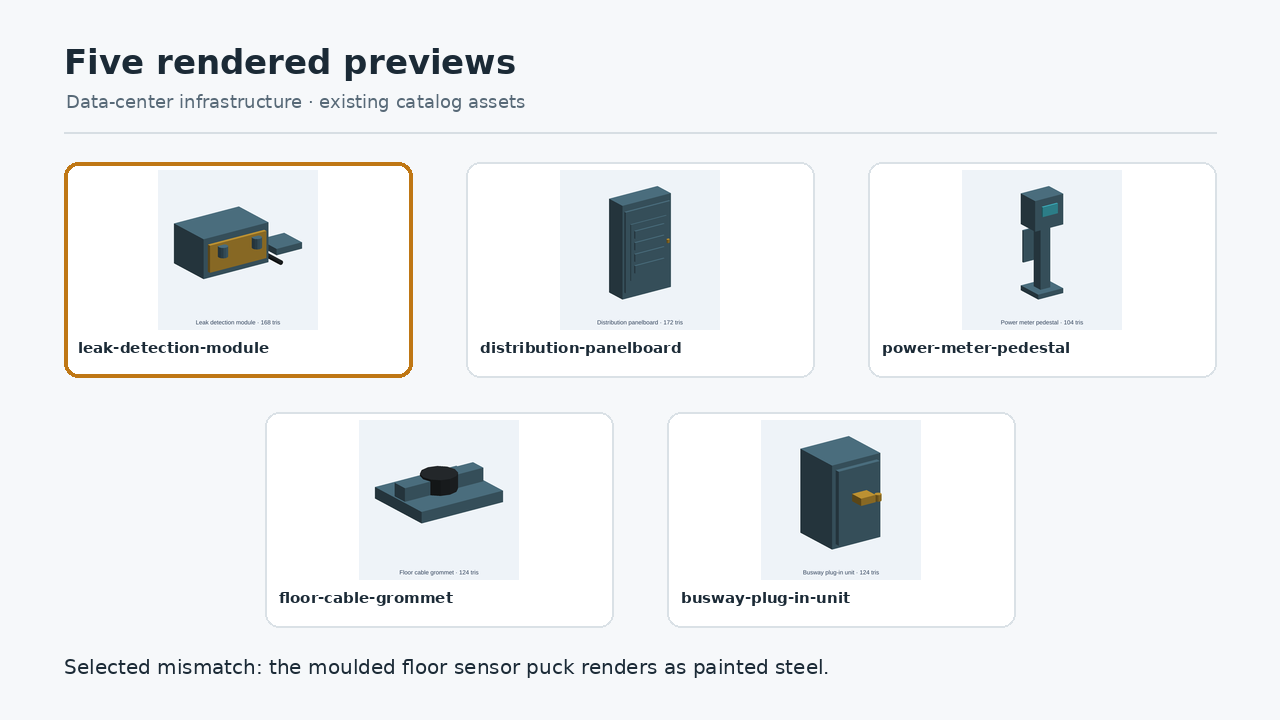 Five rendered previews
Data-center infrastructure · existing catalog assets
Leak detection module · 168 tris
leak-detection-module
Distribution panelboard · 172 tris
distribution-panelboard
Power meter pedestal · 104 tris
power-meter-pedestal
Floor cable grommet · 124 tris
floor-cable-grommet
Busway plug-in unit · 124 tris
busway-plug-in-unit
Selected mismatch: the moulded floor sensor puck renders as painted steel.